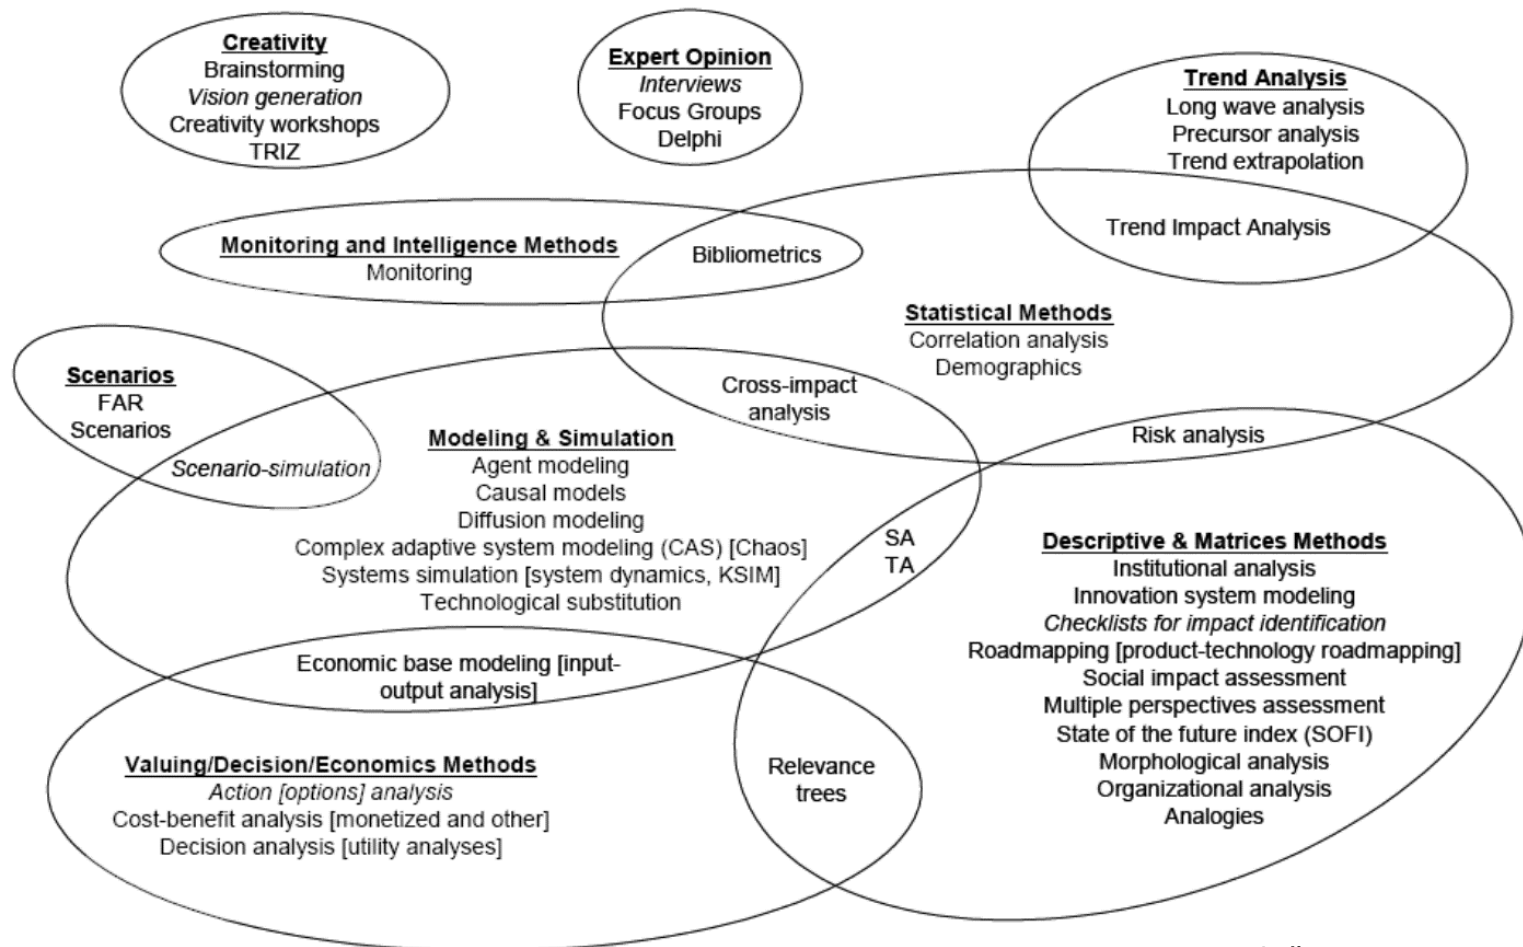 Creativity
Brainstorming
Vision generation
Creativity workshops
TRIZ
Expert Opinion
Interviews
Focus Groups
Delphi
Trend Analysis
Long wave analysis
Precursor analysis
Trend extrapolation
Trend Impact Analysis
Monitoring and Intelligence Methods
Monitoring
Bibliometrics
Statistical Methods
Correlation analysis
Demographics
Scenarios
FAR
Scenarios
Scenario-simulation
Cross-impact
analysis
Modeling & Simulation
Agent modeling
Causal models
Diffusion modeling
Complex adaptive system modeling (CAS) [Chaos]
Systems simulation [system dynamics, KSIM]
Technological substitution
Risk analysis
SA
TA
Descriptive & Matrices Methods
Institutional analysis
Innovation system modeling
Checklists for impact identification
Roadmapping [product-technology roadmapping]
Social impact assessment
Multiple perspectives assessment
State of the future index (SOFI)
Morphological analysis
Organizational analysis
Analogies
Economic base modeling [input-
output analysis]
Valuing/Decision/Economics Methods
Action [options] analysis
Cost-benefit analysis [monetized and other]
Decision analysis [utility analyses]
Relevance
trees